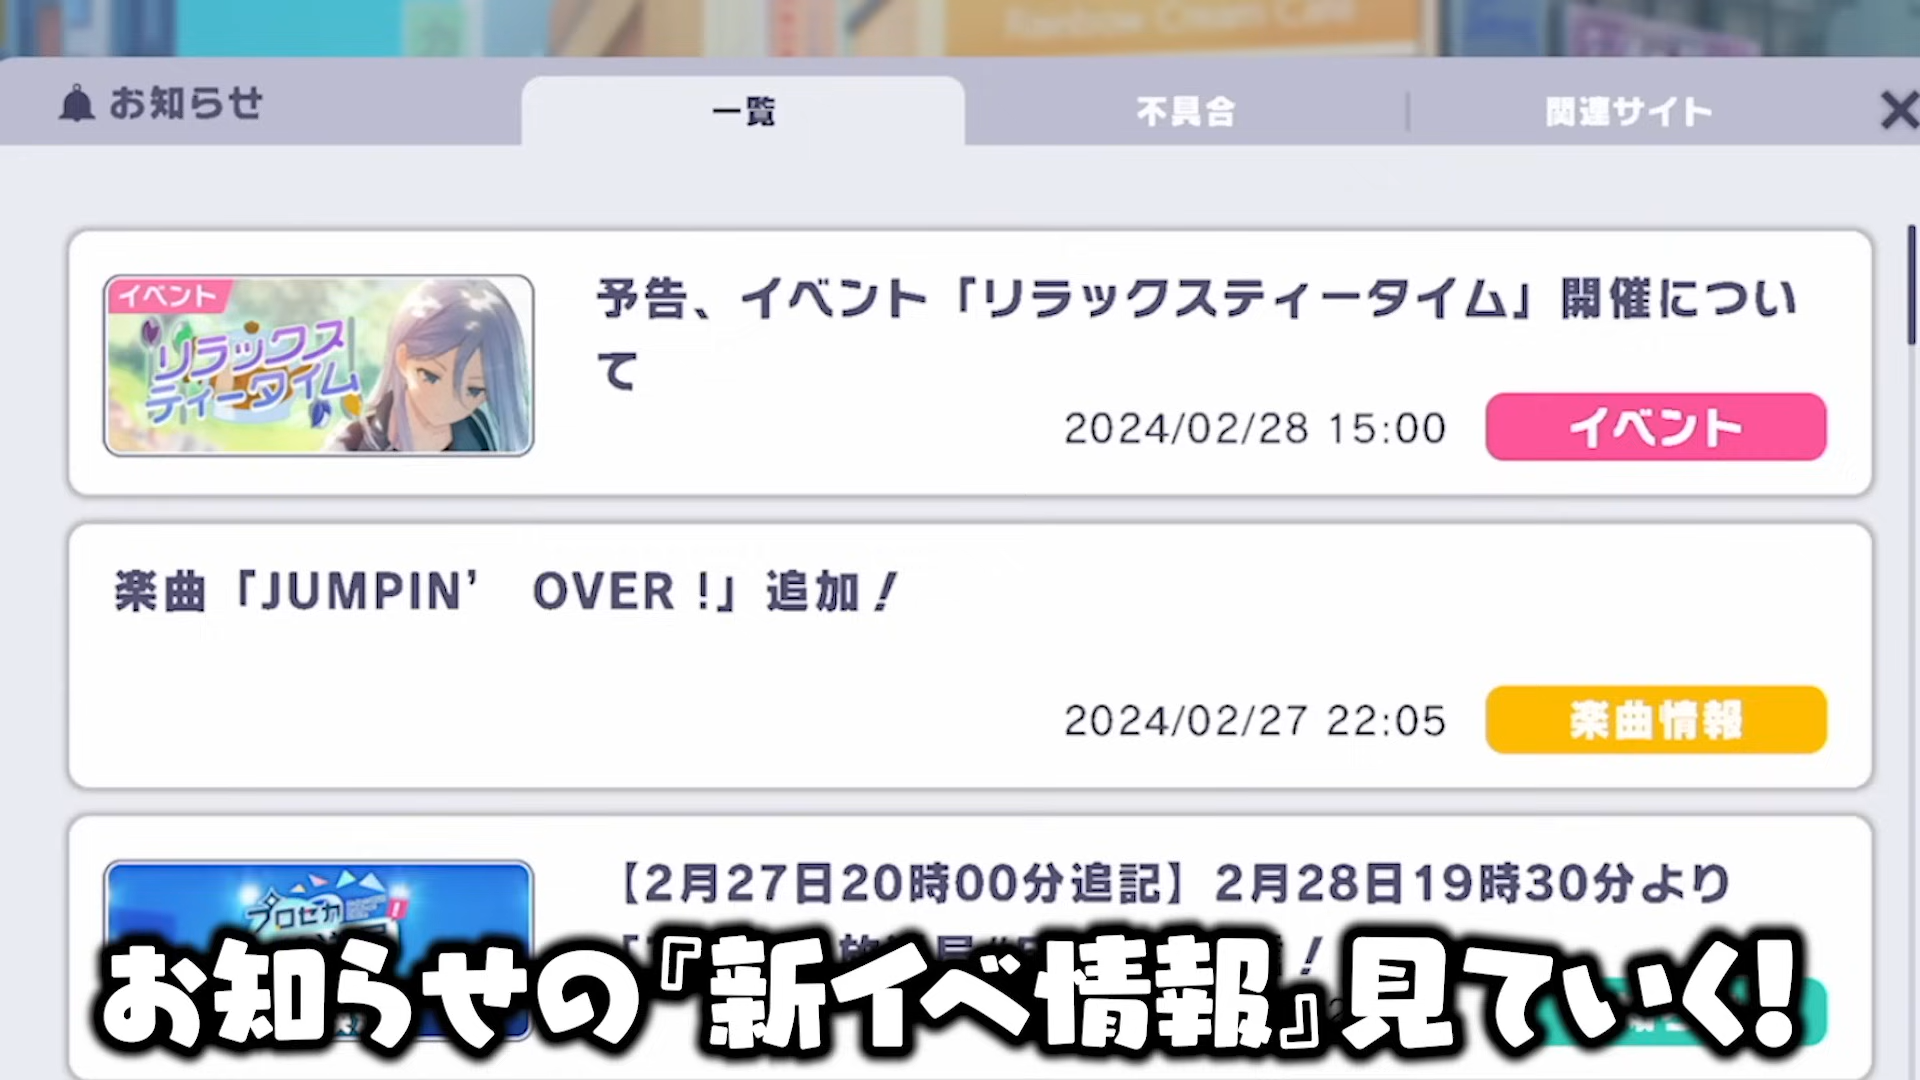 Rainbow Cream Cafe
お知らせ
一覧
不具合
関連サイト
イベント
リラックス
ティータイム
予告、イベント「リラックスティータイム」開催につい
て
2024/02/28 15:00
イベント
楽曲「JUMPIN’ OVER !」追加！
2024/02/27 22:05
楽曲情報
プロセカ
【2月27日20時00分追記】2月28日19時30分より
お知らせの『新イベ情報』見ていく!